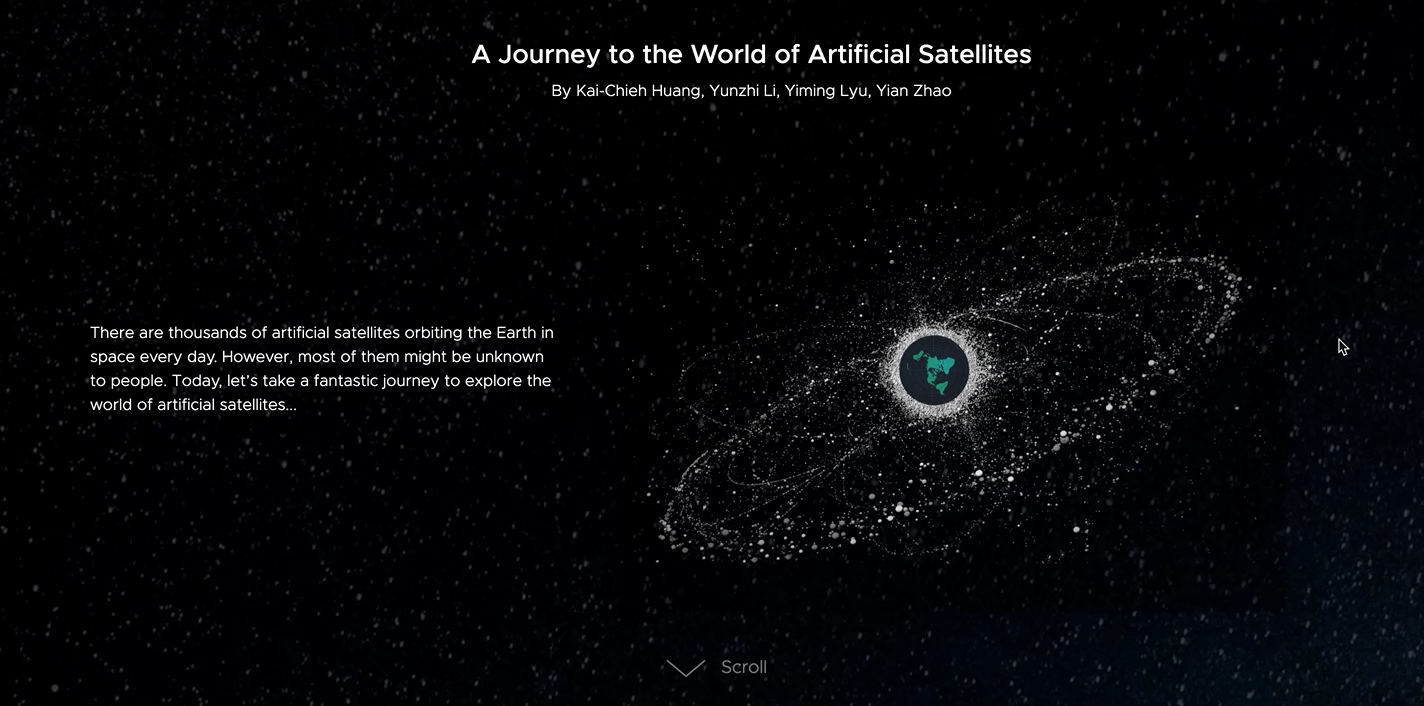 A Journey to the World of Artificial Satellites
By Kai-Chieh Huang, Yunzhi Li, Yiming Lyu, Yian Zhao
There are thousands of artificial satellites orbiting the Earth in
space every day. However, most of them might be unknown
to people. Today, let’s take a fantastic journey to explore the
world of artificial satellites...
Scroll